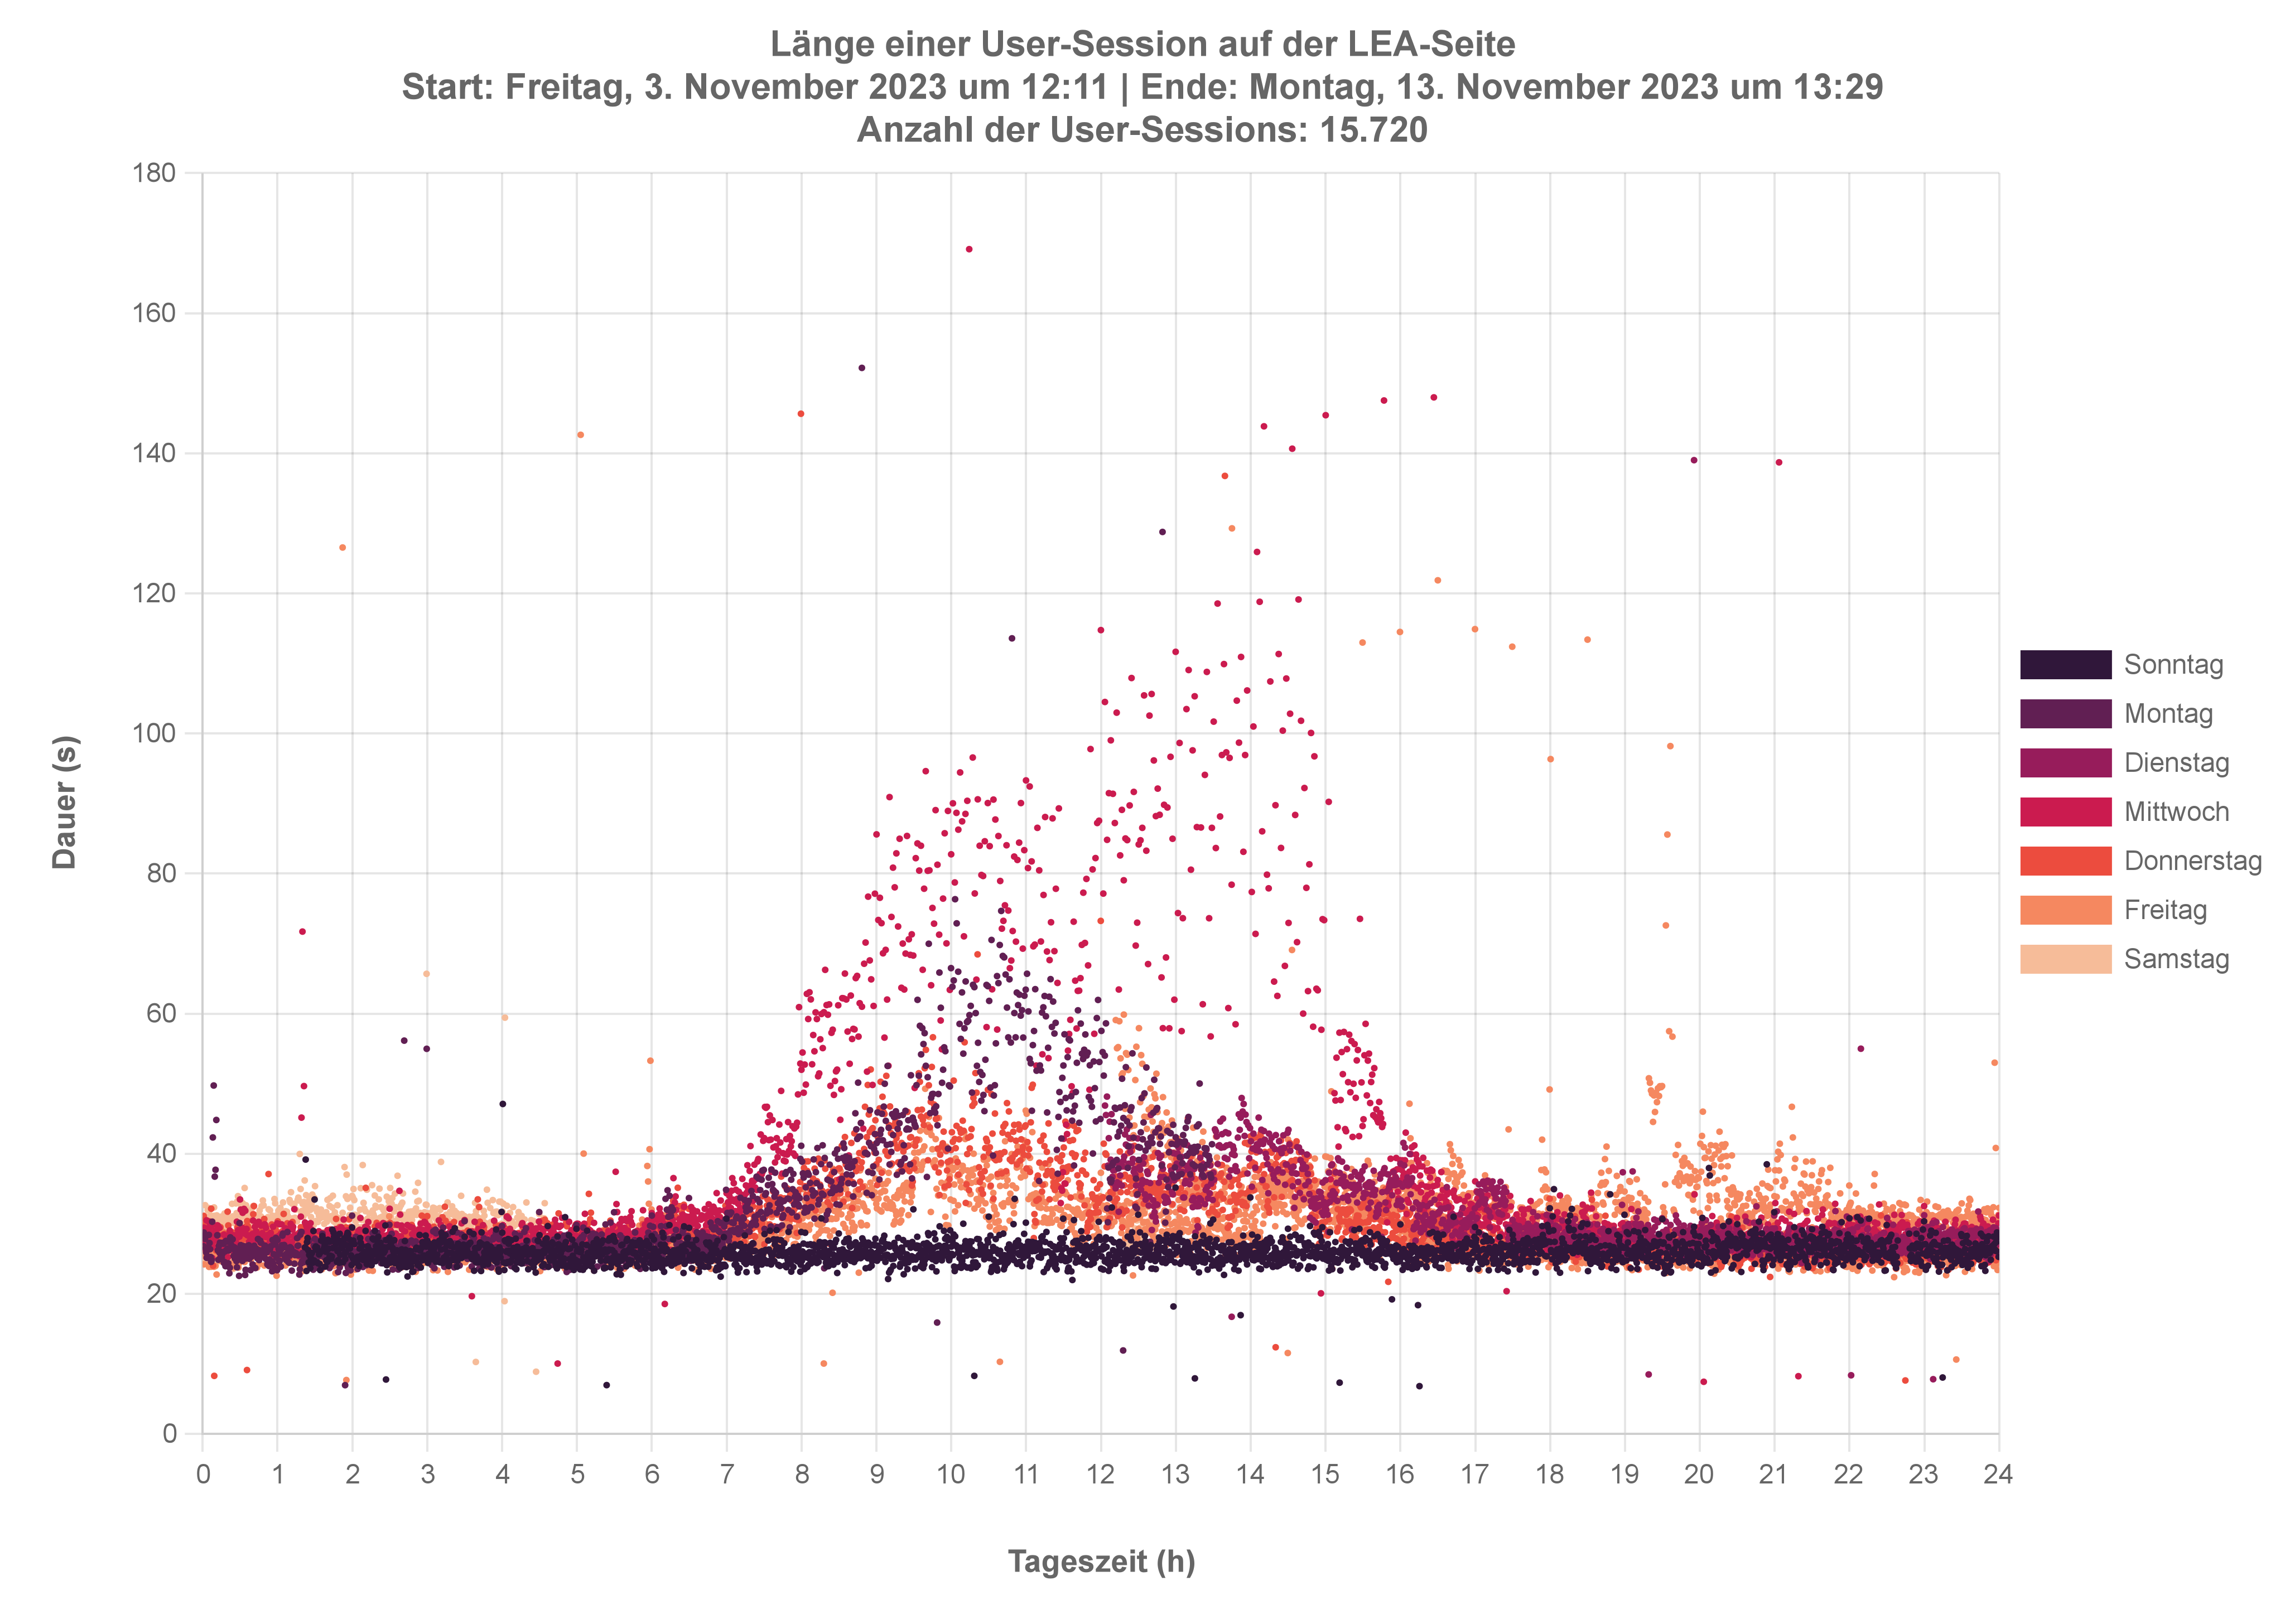 Länge einer User-Session auf der LEA-Seite
Start: Freitag, 3. November 2023 um 12:11 | Ende: Montag, 13. November 2023 um 13:29
Anzahl der User-Sessions: 15.720
180
160
140
120
100
80
60
40
20
0
Dauer (s)
0 1 2 3 4 5 6 7 8 9 10 11 12 13 14 15 16 17 18 19 20 21 22 23 24
Tageszeit (h)
Sonntag
Montag
Dienstag
Mittwoch
Donnerstag
Freitag
Samstag